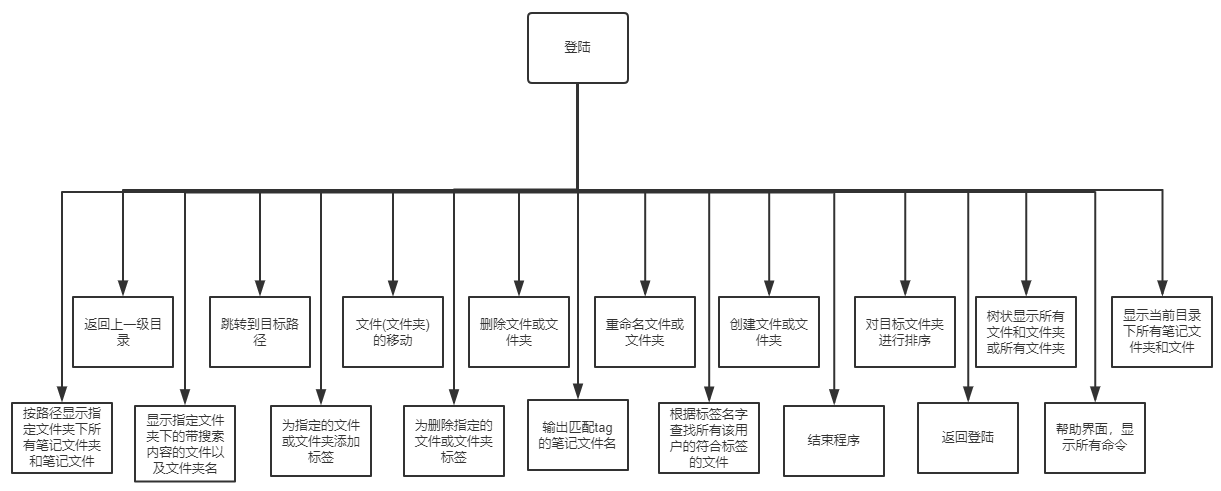 登陆
返回上一级目
录
跳转到目标路
径
文件(文件夹)
的移动
删除文件或文
件夹
重命名文件或
文件夹
创建文件或文
件夹
对目标文件夹
进行排序
树状显示所有
文件和文件夹
或所有文件夹
显示当前目录
下所有笔记文
件夹和文件
按路径显示指
定文件夹下所
有笔记文件夹
和笔记文件
显示指定文件
夹下的带搜索
内容的文件以
及文件夹名
为指定的文件
或文件夹添加
标签
为删除指定的
文件或文件夹
标签
输出匹配tag
的笔记文件名
根据标签名字
查找所有该用
户的符合标签
的文件
结束程序
返回登陆
帮助界面，显
示所有命令